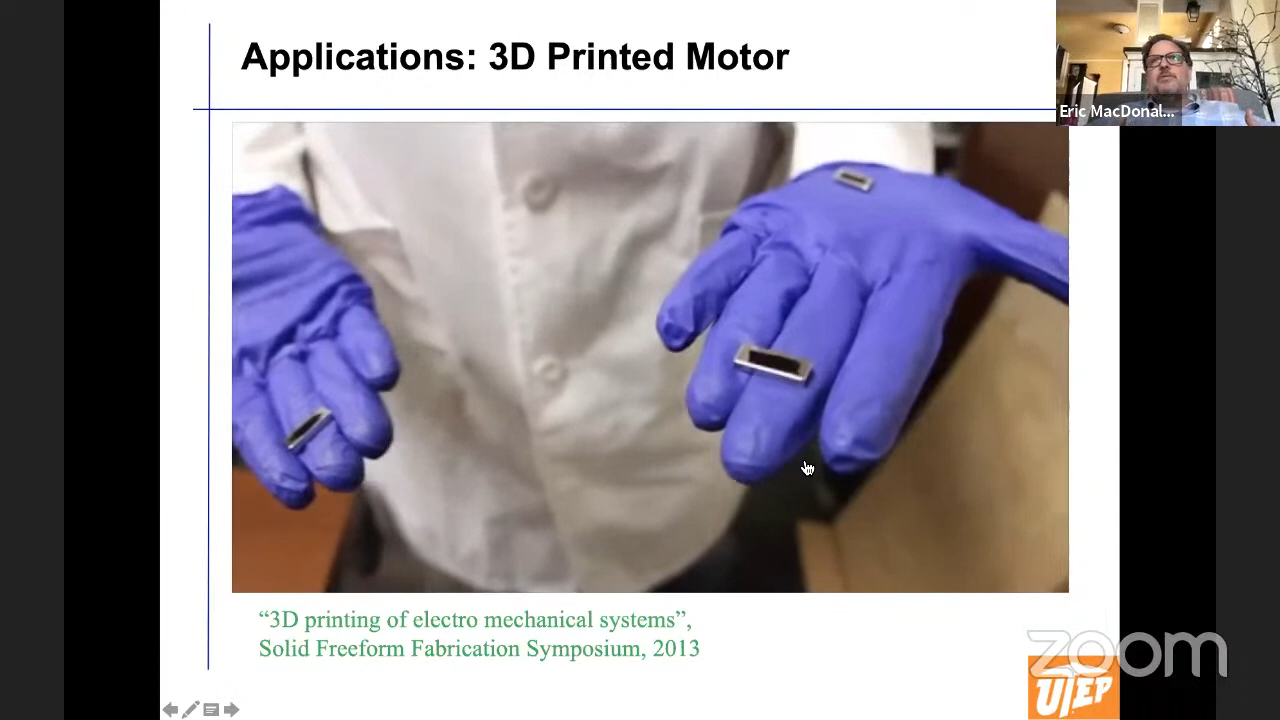 Applications: 3D Printed Motor
Eric MacDonal...
“3D printing of electro mechanical systems”,
Solid Freeform Fabrication Symposium, 2013
zoom
UTEP